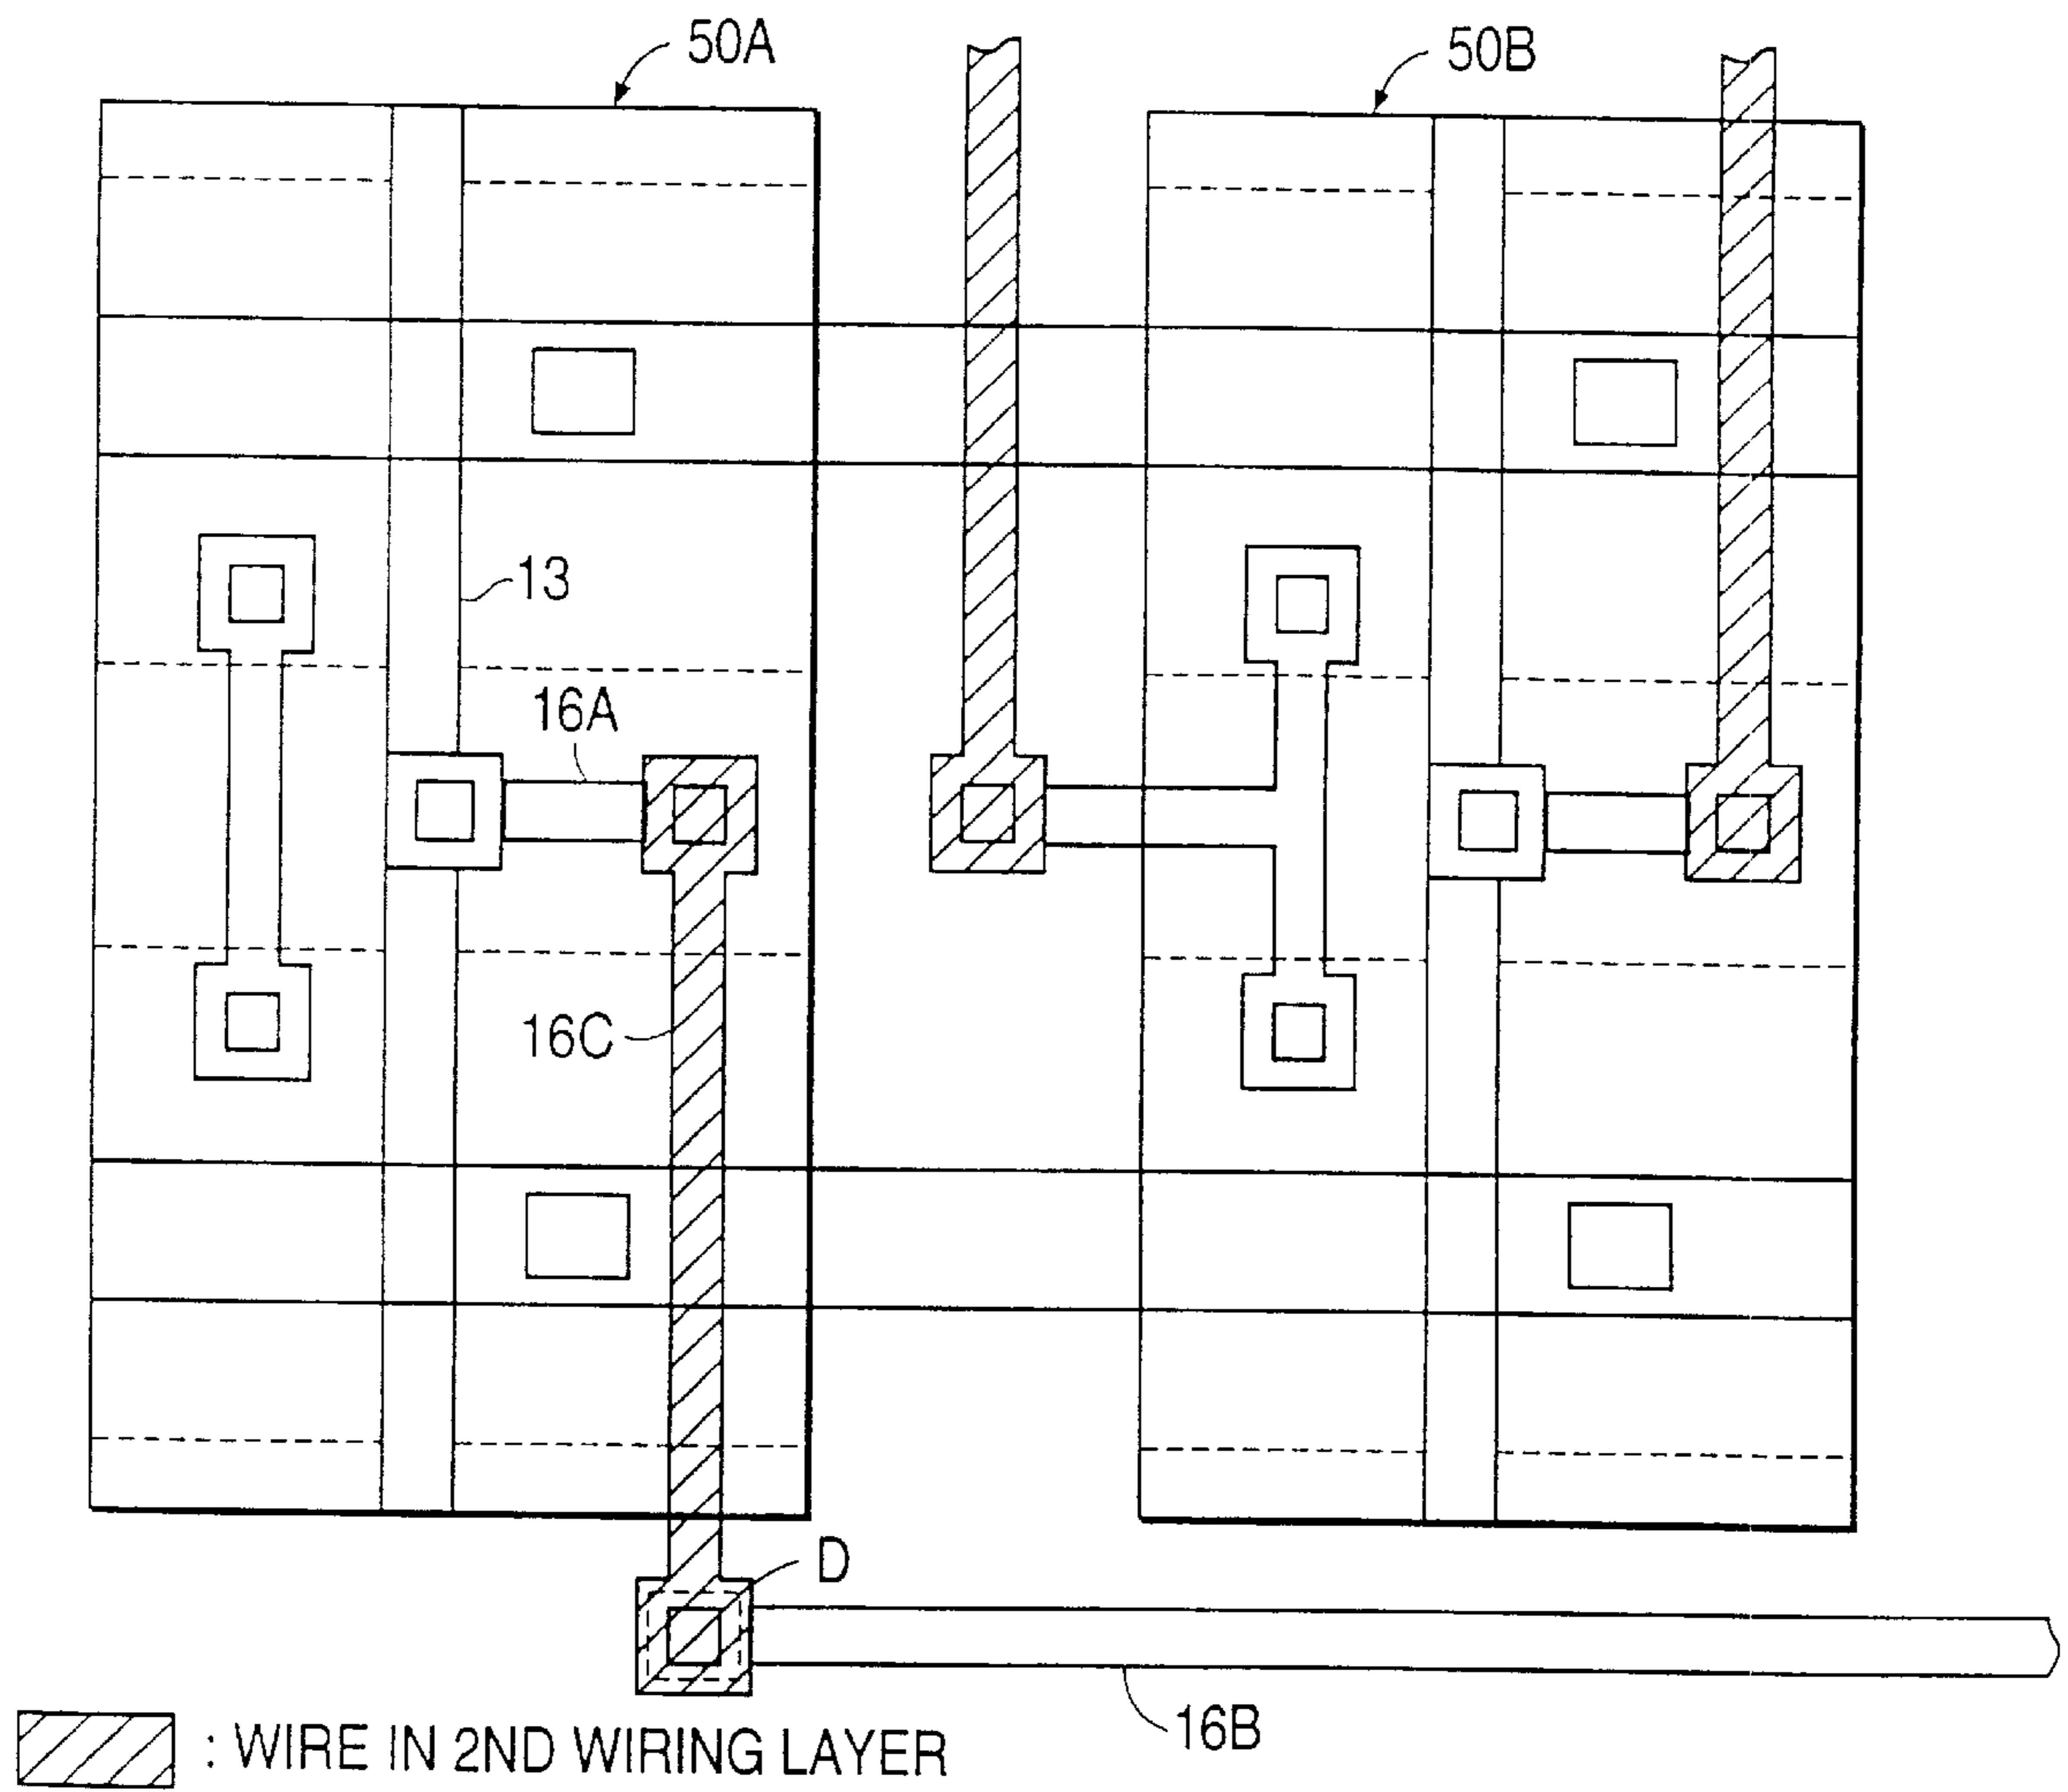 50A
50B
13
16A
16C
D
16B
: WIRE IN 2ND WIRING LAYER